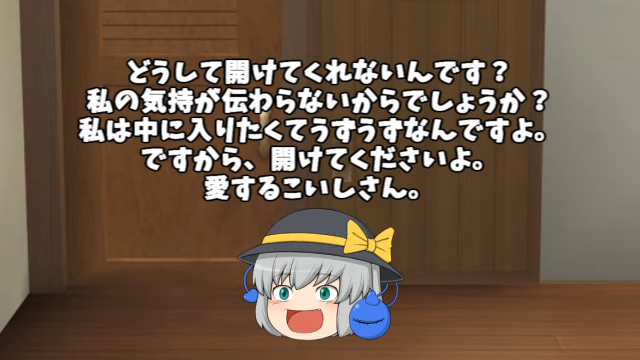 どうして開けてくれないんです？
私の気持が伝わらないからでしょうか？
私は中に入りたくてうすうすなんですよ。
ですから、開けてくださいよ。
愛するこいしさん。